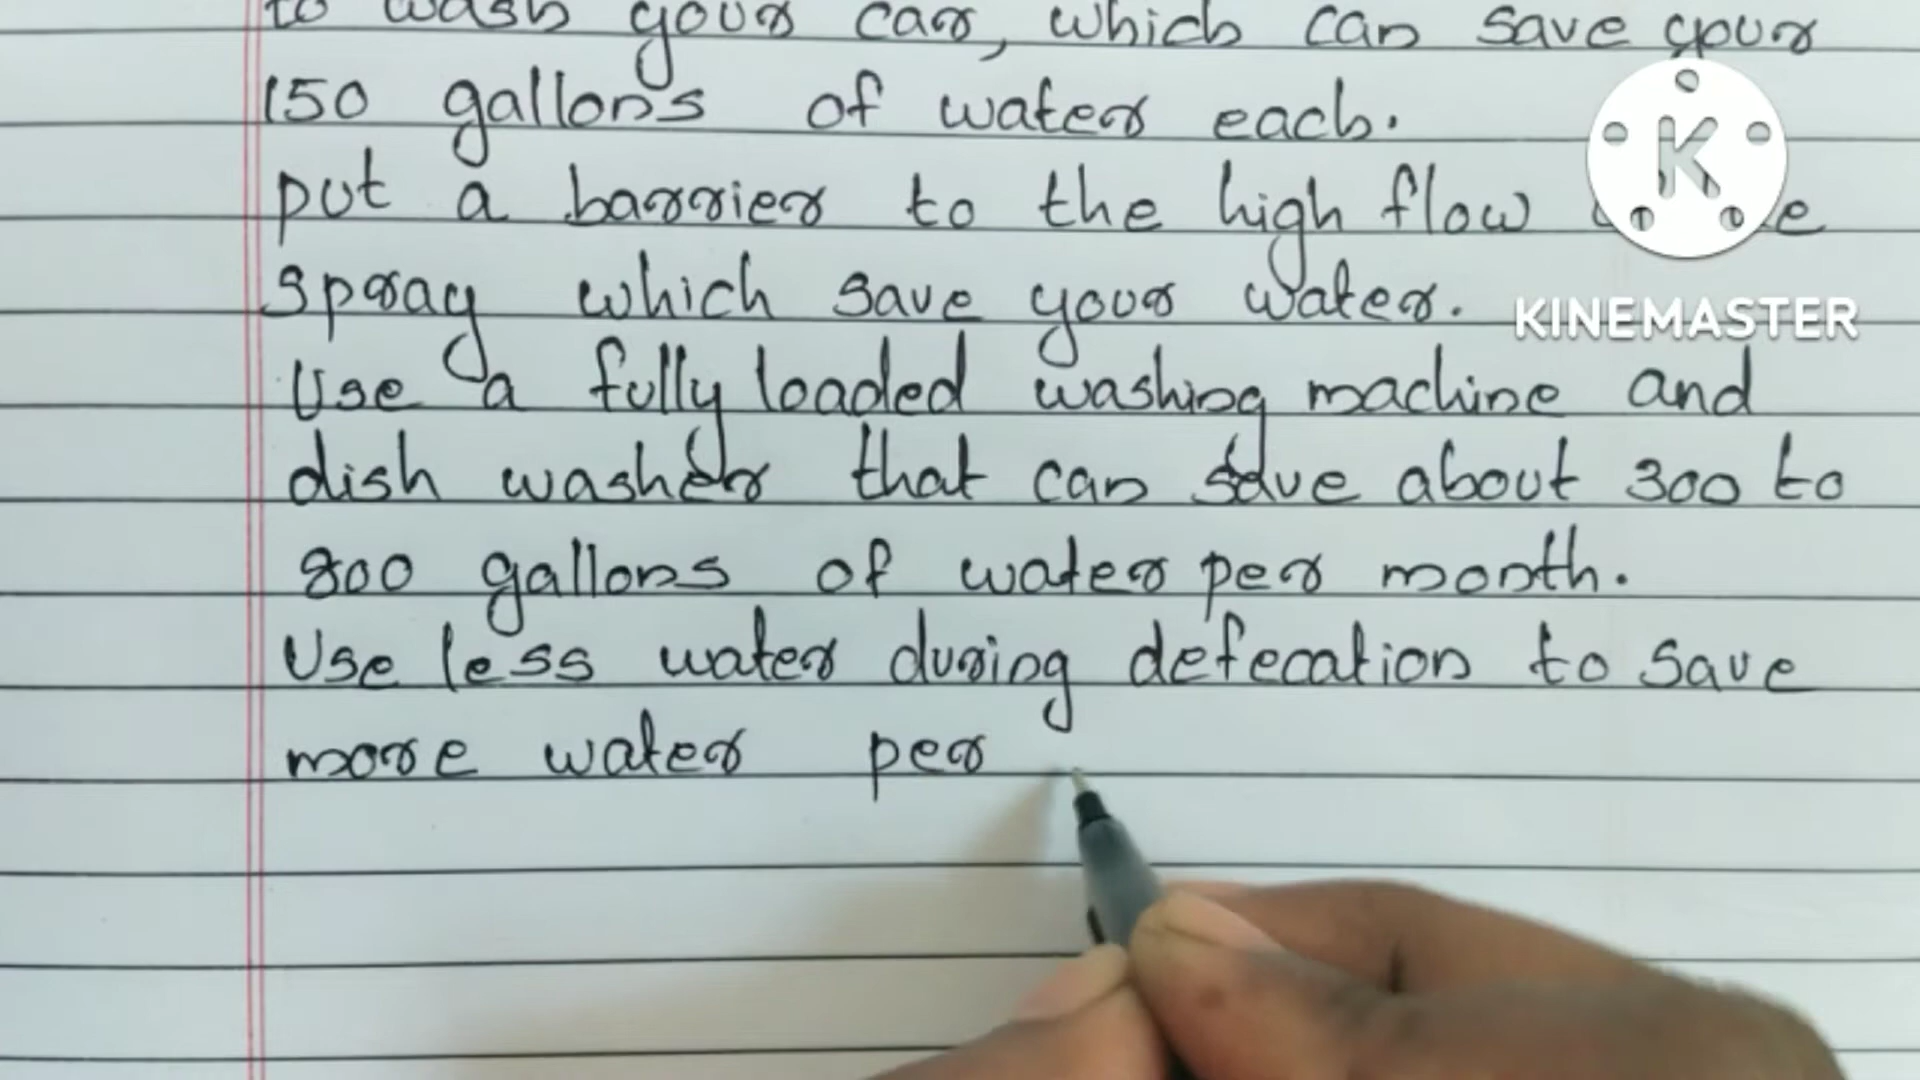 to wash your car, which can save your
150 gallons of water each.
put a barrier to the high flow
spray which save your water.
KINEMASTER
Use a fully loaded washing machine and
dish washer that can save about 300 to
800 gallons of water per month.
Use less water during defecation to save
more water per